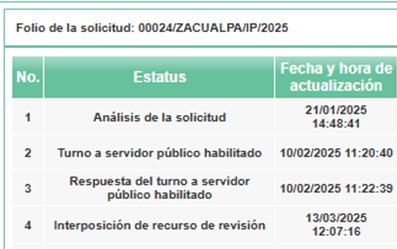 Folio de la solicitud: 00024/ZACUALPA/IP/2025
No. Estatus Fecha y hora de
actualización
1 Análisis de la solicitud 21/01/2025
14:48:41
2 Turno a servidor público habilitado 10/02/2025 11:20:40
3 Respuesta del turno a servidor
público habilitado 10/02/2025 11:22:39
4 Interposición de recurso de revisión 13/03/2025
12:07:16